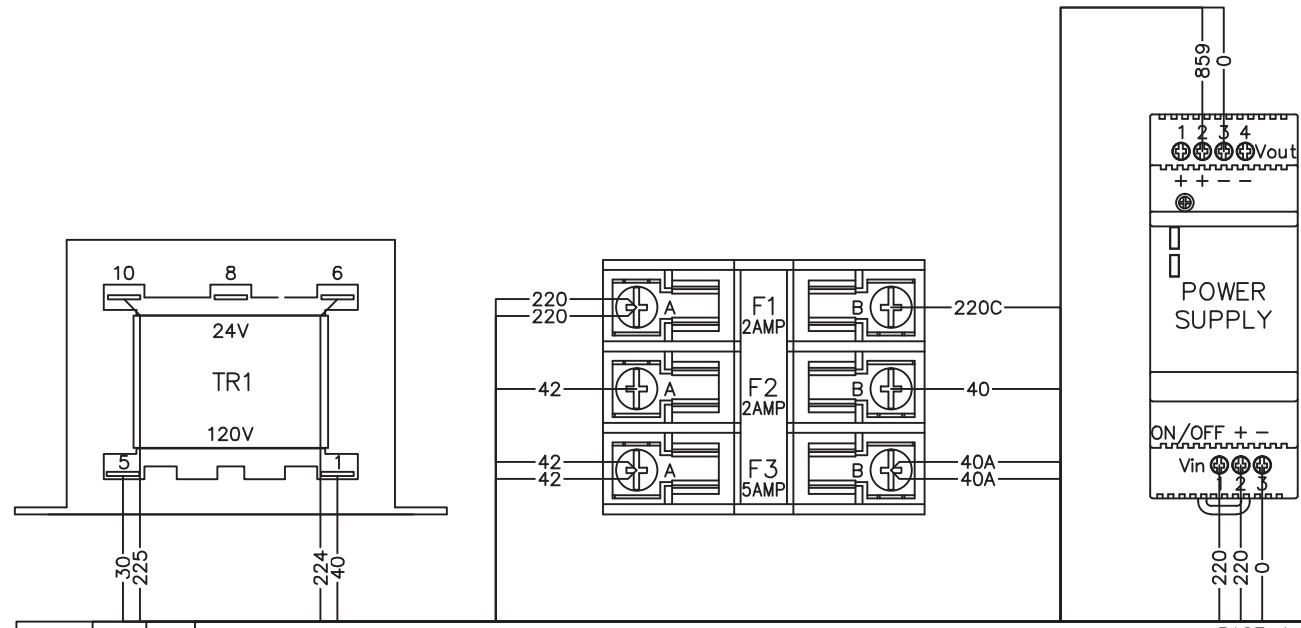 859
0
1 2 3 4
Vout
+ + − −
10 8 6
24V
TR1
120V
5 1
30
225
224
40
220
220
A
F1
2AMP
B
220C
42
A
F2
2AMP
B
40
42
42
A
F3
5AMP
B
40A
40A
POWER
SUPPLY
ON/OFF + −
Vin
1 2 3
220
220
0